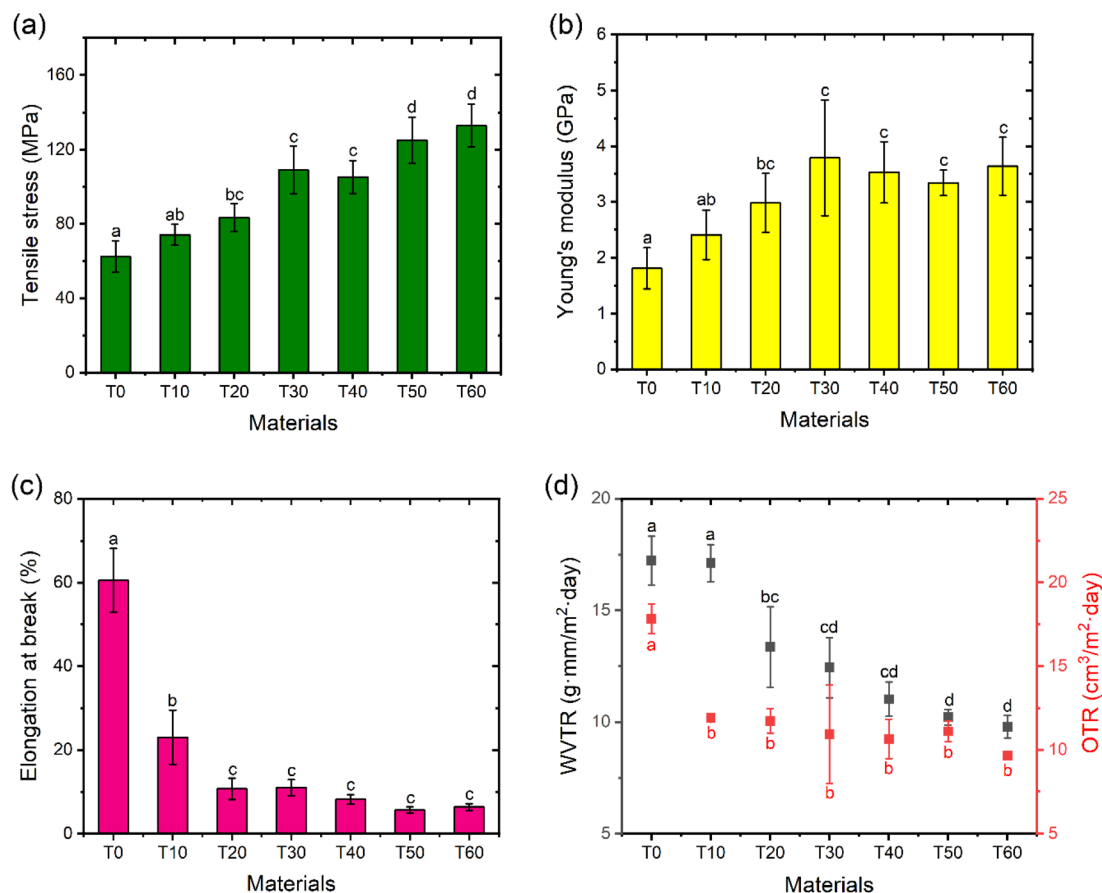 (a)
Tensile stress (MPa)
160
120
80
40
0
a
ab
bc
c
c
d
d
T0 T10 T20 T30 T40 T50 T60
Materials
(b)
Young's modulus (GPa)
6
5
4
3
2
1
0
a
ab
bc
c
c
c
c
T0 T10 T20 T30 T40 T50 T60
Materials
(c)
Elongation at break (%)
80
60
40
20
0
a
b
c
c
c
c
c
T0 T10 T20 T30 T40 T50 T60
Materials
(d)
WVTR (g·mm/m²·day)
20
15
10
5
a
a
bc
cd
cd
d
d
a
b
b
b
b
b
b
25
20
15
10
5
OTR (cm³/m²·day)
T0 T10 T20 T30 T40 T50 T60
Materials